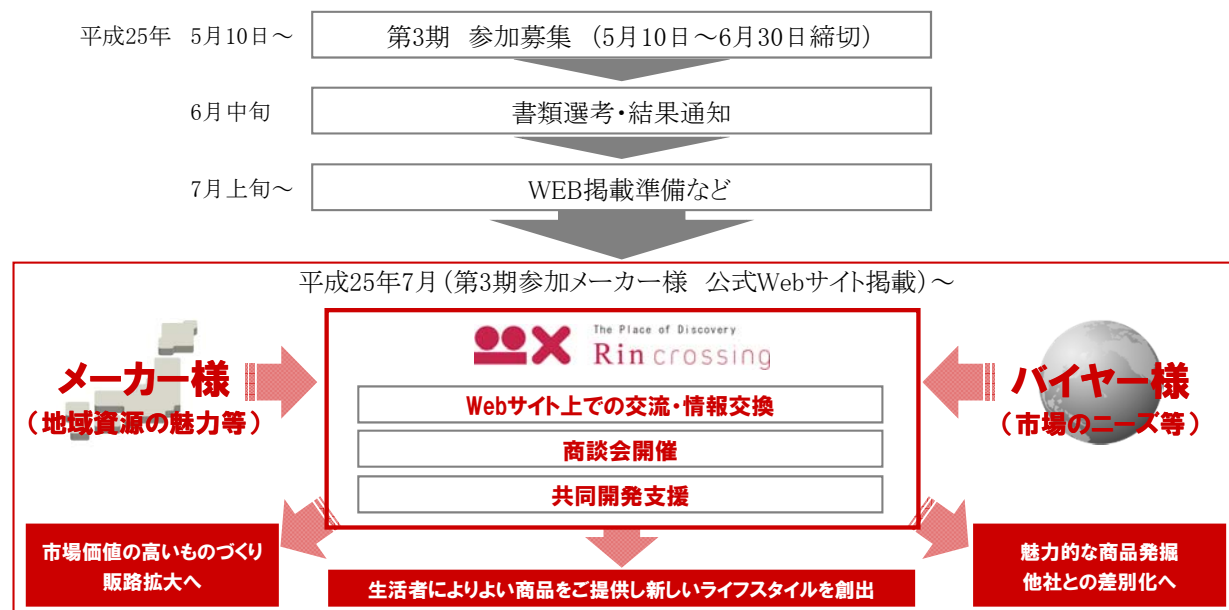 平成25年 5月10日～
第3期 参加募集 （5月10日～6月30日締切）
6月中旬
書類選考・結果通知
7月上旬～
WEB掲載準備など
平成25年7月（第3期参加メーカー様 公式Webサイト掲載）～
The Place of Discovery
Rin crossing
メーカー様
（地域資源の魅力等）
Webサイト上での交流・情報交換
商談会開催
共同開発支援
バイヤー様
（市場のニーズ等）
市場価値の高いものづくり
販路拡大へ
生活者によりよい商品をご提供し新しいライフスタイルを創出
魅力的な商品発掘
他社との差別化へ